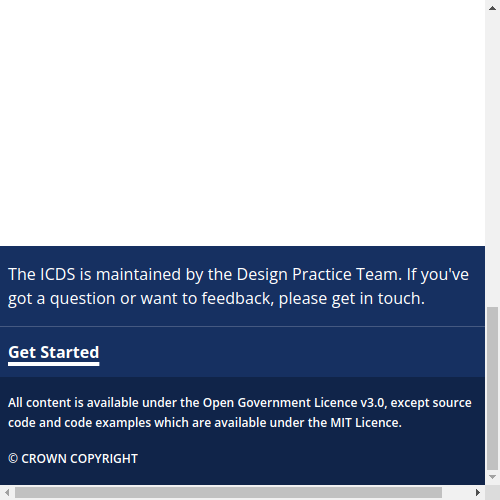 The ICDS is maintained by the Design Practice Team. If you've
got a question or want to feedback, please get in touch.
Get Started
All content is available under the Open Government Licence v3.0, except source
code and code examples which are available under the MIT Licence.
© CROWN COPYRIGHT